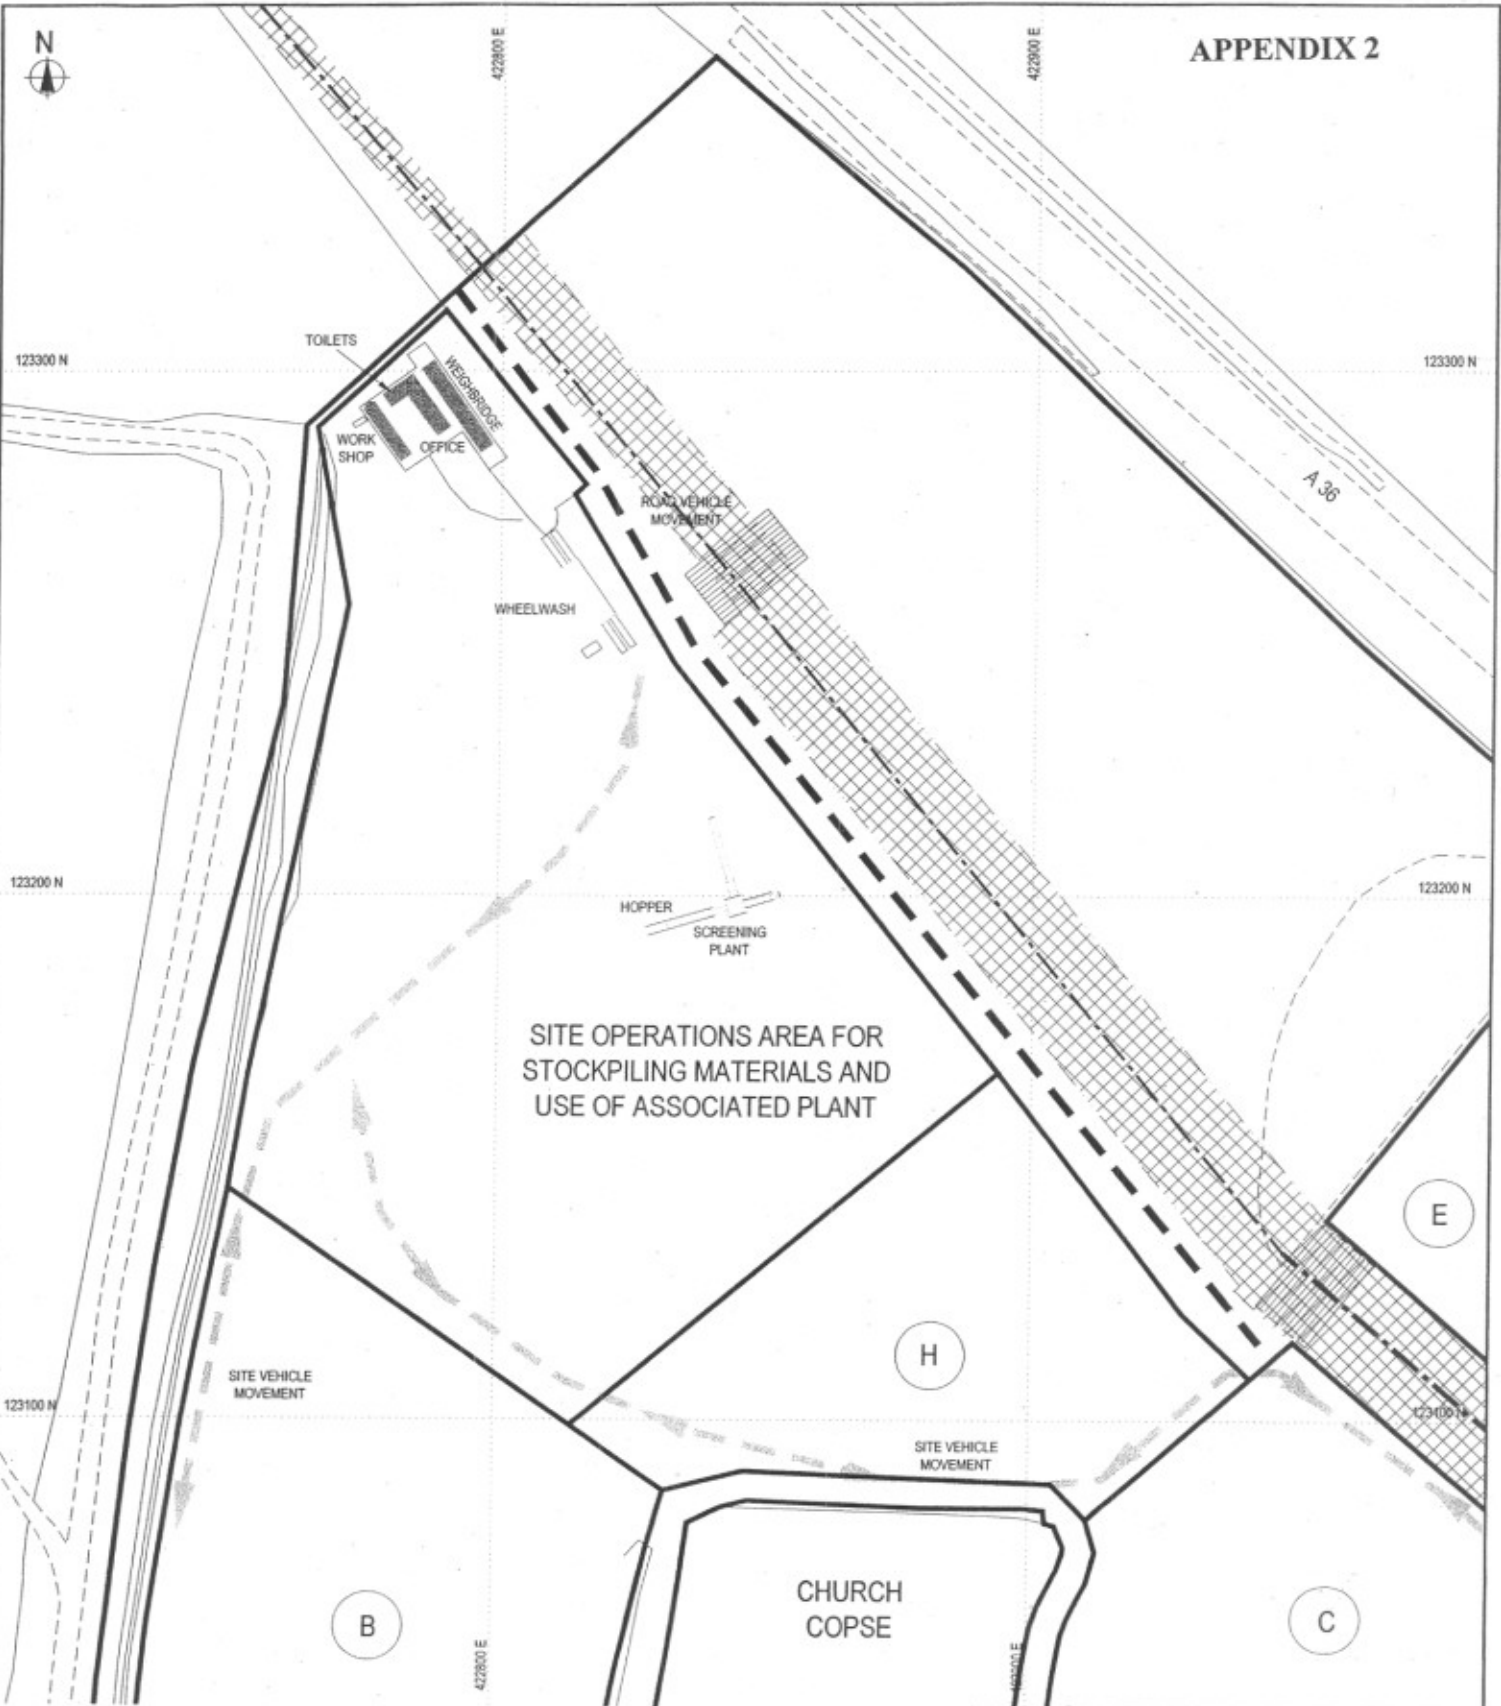 N
422800 E
422900 E
APPENDIX 2
TOILETS
123300 N
123300 N
WEIGHBRIDGE
WORK
SHOP
OFFICE
A 36
ROAD VEHICLE
MOVEMENT
WHEELWASH
123200 N
123200 N
HOPPER
SCREENING
PLANT
SITE OPERATIONS AREA FOR
STOCKPILING MATERIALS AND
USE OF ASSOCIATED PLANT
E
H
SITE VEHICLE
MOVEMENT
123100 N
123100 N
SITE VEHICLE
MOVEMENT
CHURCH
COPSE
B
C
422800 E
422900 E